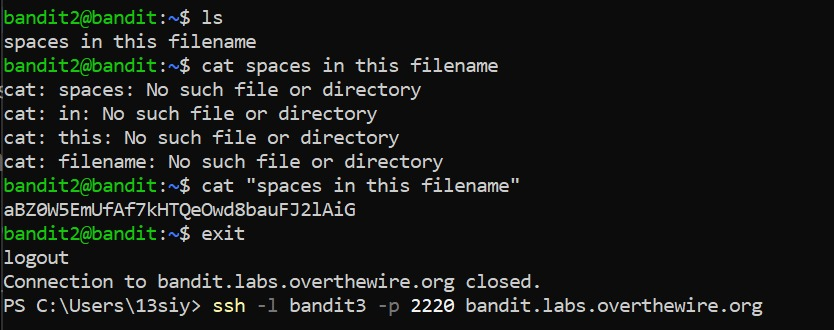 bandit2@bandit:~$ ls
spaces in this filename
bandit2@bandit:~$ cat spaces in this filename
cat: spaces: No such file or directory
cat: in: No such file or directory
cat: this: No such file or directory
cat: filename: No such file or directory
bandit2@bandit:~$ cat "spaces in this filename"
aBZ0W5EmUfAf7kHTQeOwd8bauFJ2lAiG
bandit2@bandit:~$ exit
logout
Connection to bandit.labs.overthewire.org closed.
PS C:\Users\13siy> ssh -l bandit3 -p 2220 bandit.labs.overthewire.org